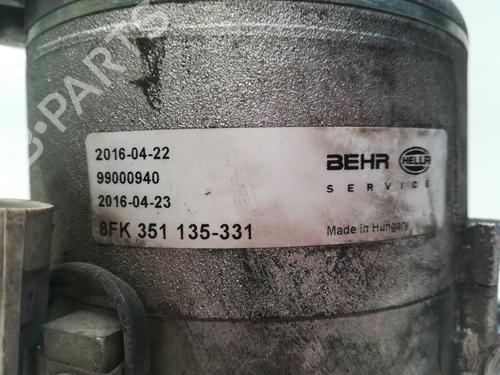 B-PARTS
2016-04-22
99000940
2016-04-23
8FK 351 135-331
BEHR HELLA
SERVICE
Made in Hungary